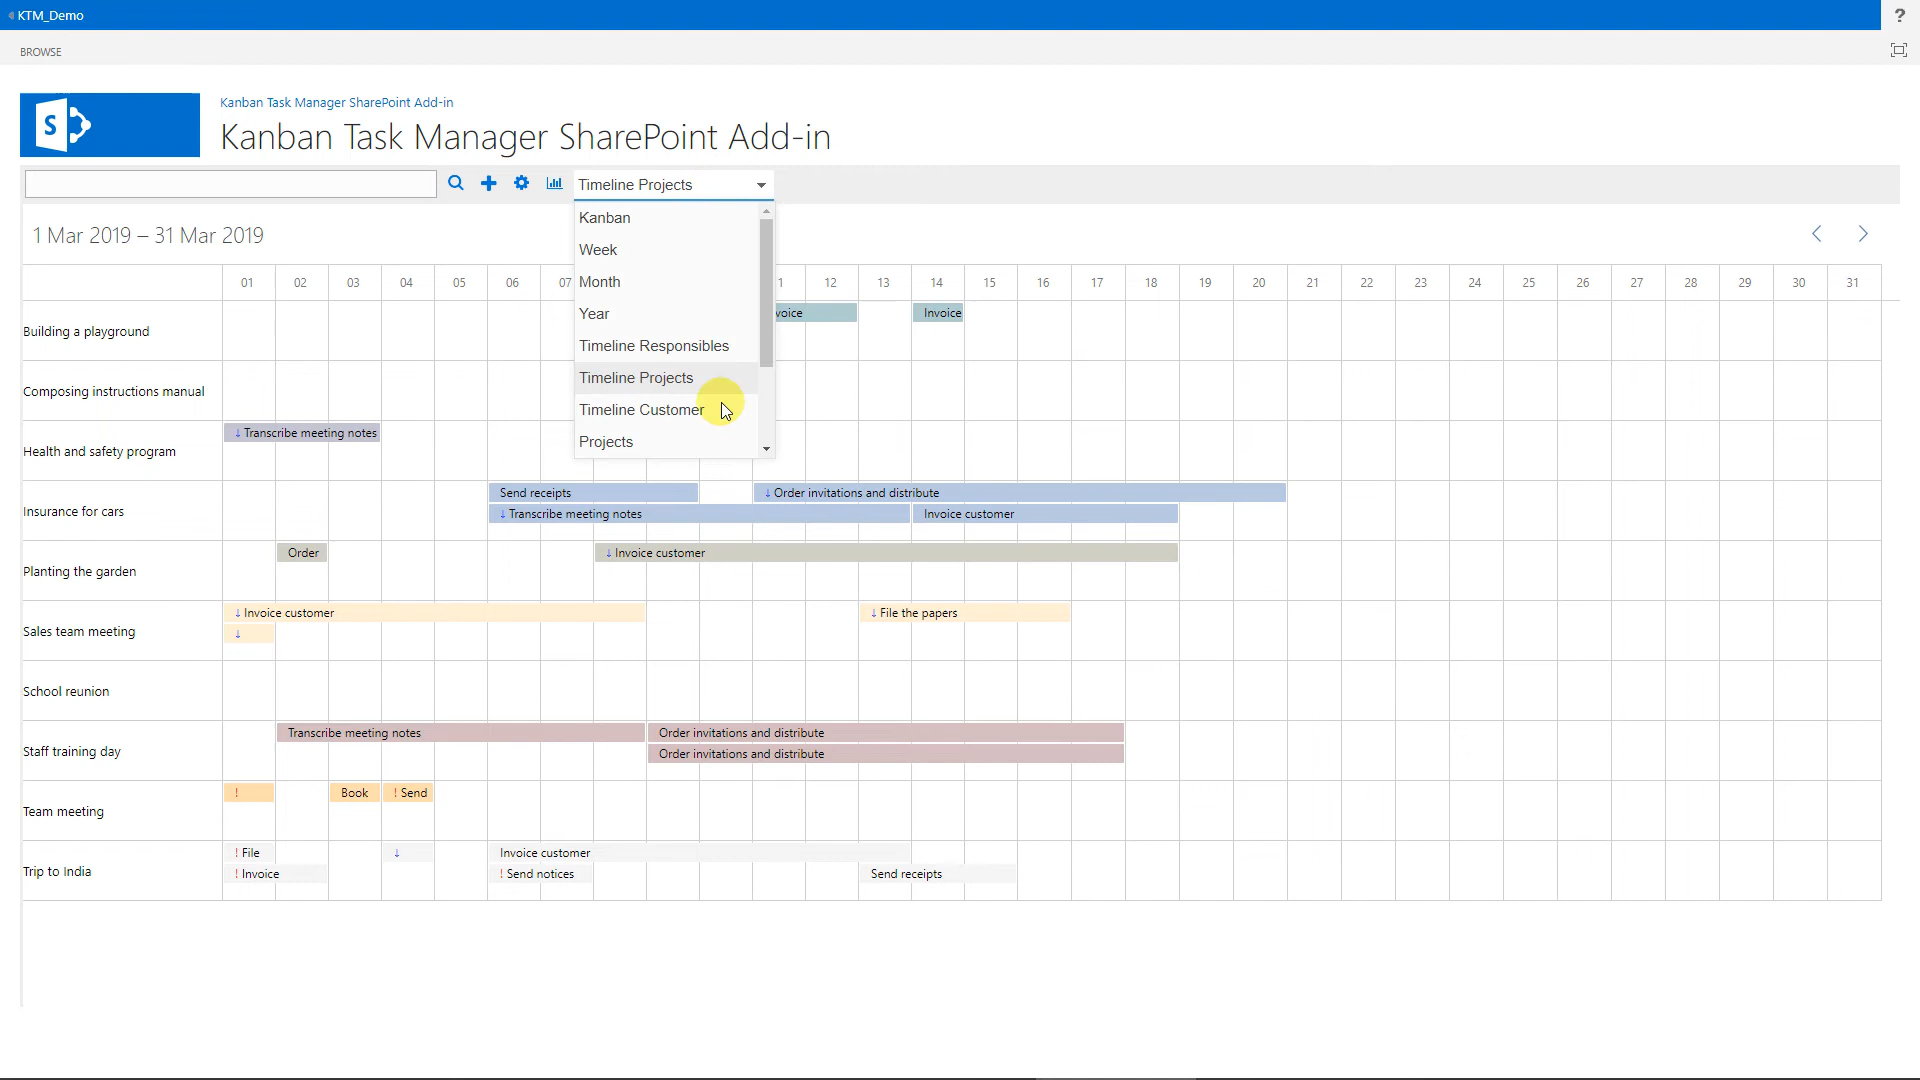 KTM_Demo
?
BROWSE
S
Kanban Task Manager SharePoint Add-in
Kanban Task Manager SharePoint Add-in
Timeline Projects
Kanban
Week
Month
Year
Timeline Responsibles
Timeline Projects
Timeline Customer
Projects
1 Mar 2019 – 31 Mar 2019
01 02 03 04 05 06 07 1 12 13 14 15 16 17 18 19 20 21 22 23 24 25 26 27 28 29 30 31
Building a playground
voice Invoice
Composing instructions manual
Health and safety program
↓ Transcribe meeting notes
Insurance for cars
Send receipts ↓ Order invitations and distribute
↓ Transcribe meeting notes Invoice customer
Planting the garden
Order ↓ Invoice customer
Sales team meeting
↓ Invoice customer ↓ File the papers
↓
School reunion
Staff training day
Transcribe meeting notes Order invitations and distribute
Order invitations and distribute
Team meeting
! Book ! Send
Trip to India
! File ↓ Invoice customer
! Invoice ! Send notices Send receipts